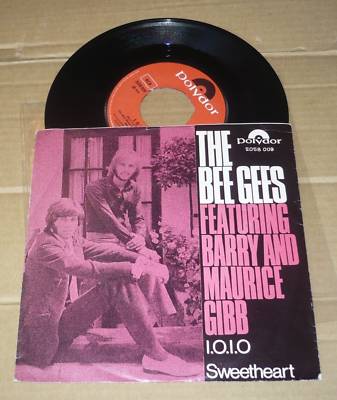 polydor
polydor
2058 009
THE
BEE GEES
FEATURING
BARRY AND
MAURICE
GIBB
I.O.I.O
Sweetheart